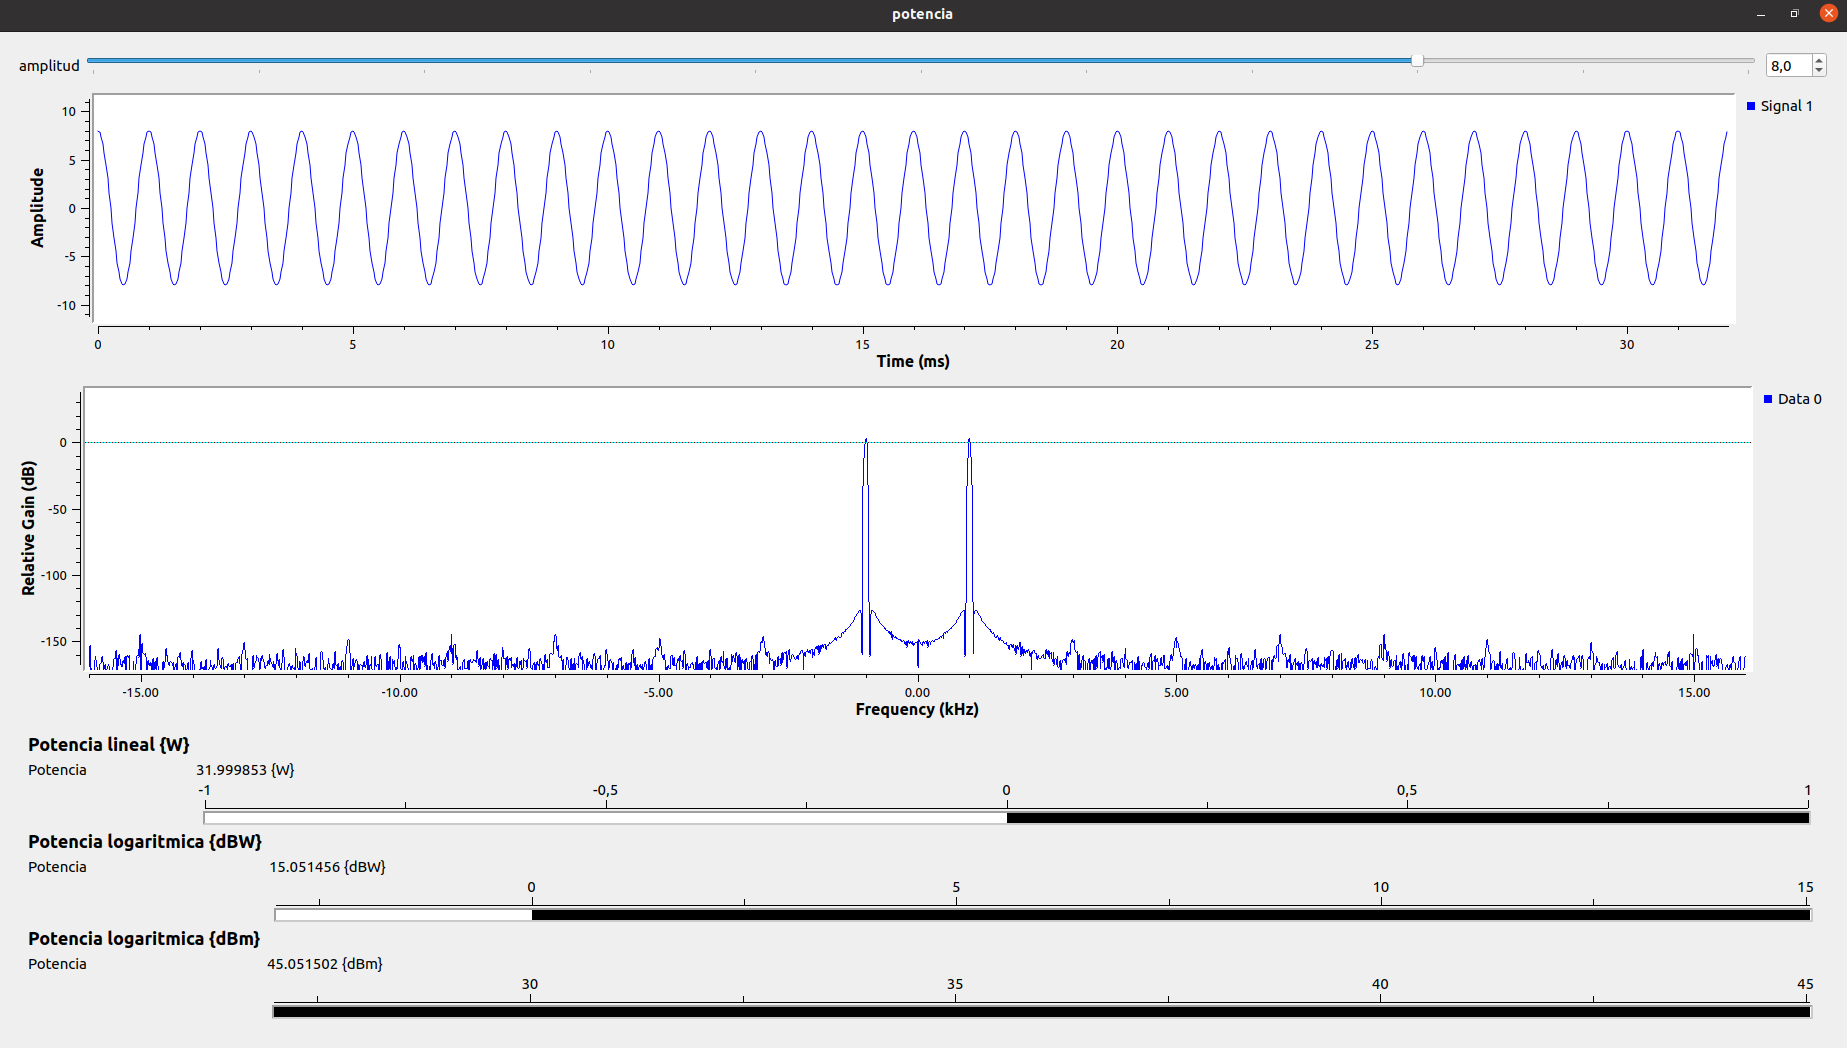 potencia
amplitud
8,0
Signal 1
Amplitude
10
5
0
-5
-10
0 5 10 15 20 25 30
Time (ms)
Data 0
Relative Gain (dB)
0
-50
-100
-150
-15.00 -10.00 -5.00 0.00 5.00 10.00 15.00
Frequency (kHz)
Potencia lineal {W}
Potencia 31.999853 {W}
-1 -0,5 0 0,5 1
Potencia logaritmica {dBW}
Potencia 15.051456 {dBW}
0 5 10 15
Potencia logaritmica {dBm}
Potencia 45.051502 {dBm}
30 35 40 45